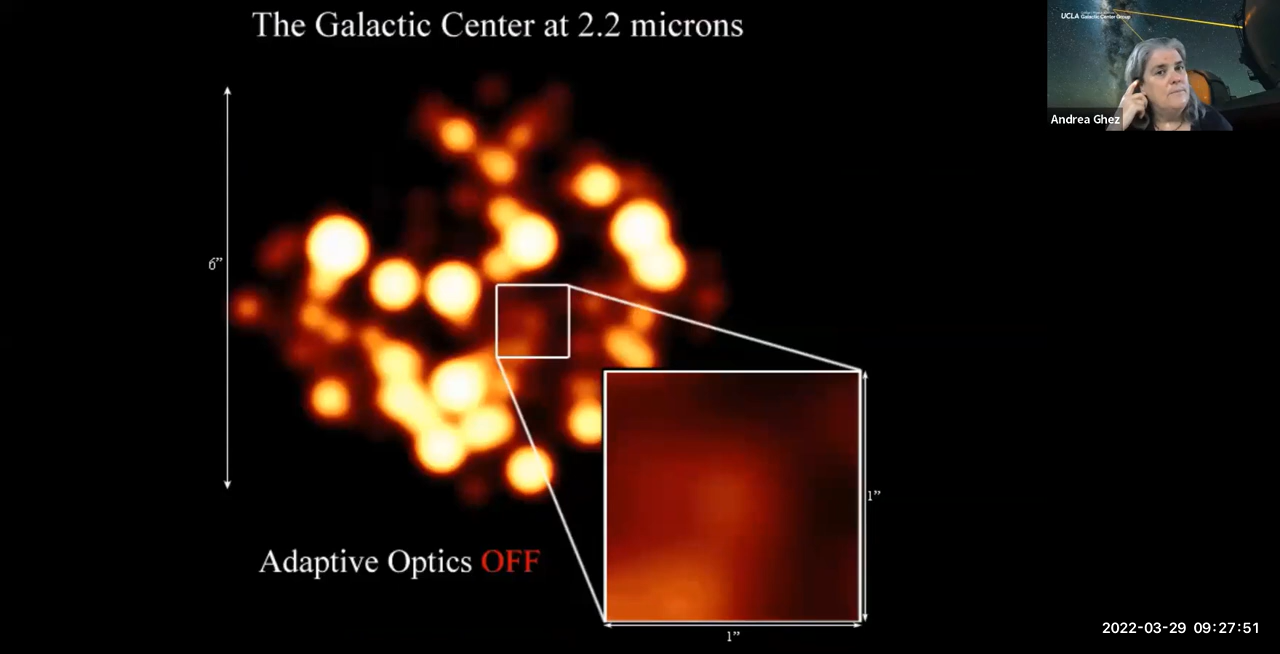 The Galactic Center at 2.2 microns
UCLA Galactic Center Group
Andrea Ghez
6”
1”
Adaptive Optics OFF
1”
2022-03-29 09:27:51